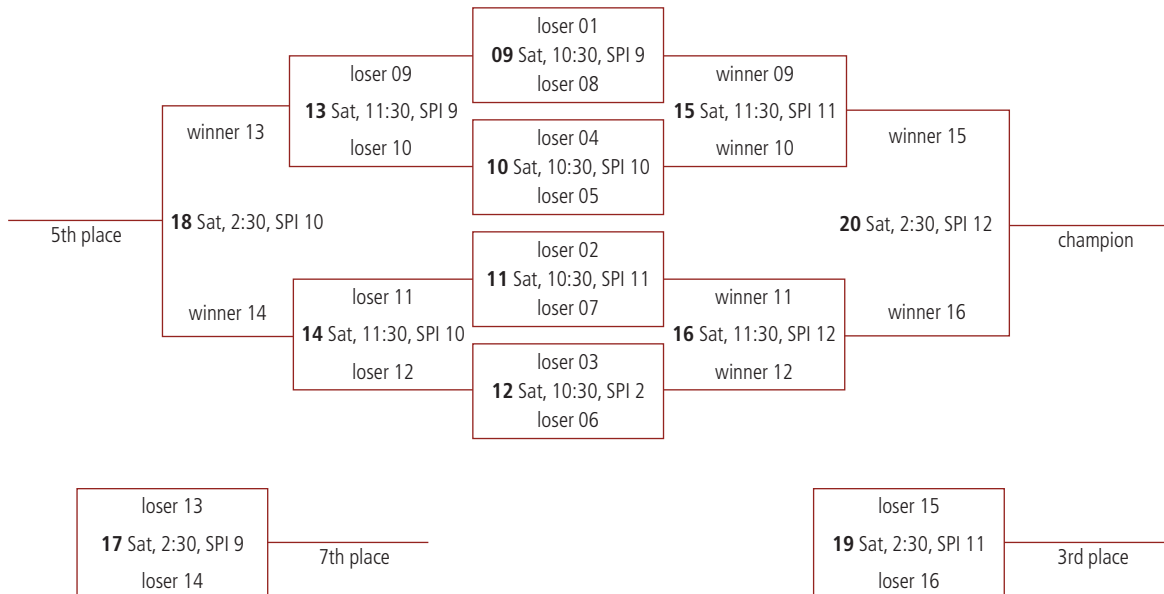 loser 01
09 Sat, 10:30, SPI 9
loser 08
loser 09
13 Sat, 11:30, SPI 9
loser 10
winner 09
15 Sat, 11:30, SPI 11
winner 10
loser 04
10 Sat, 10:30, SPI 10
loser 05
winner 13
18 Sat, 2:30, SPI 10
winner 14
5th place
winner 15
20 Sat, 2:30, SPI 12
winner 16
champion
loser 02
11 Sat, 10:30, SPI 11
loser 07
loser 11
14 Sat, 11:30, SPI 10
loser 12
winner 11
16 Sat, 11:30, SPI 12
winner 12
loser 03
12 Sat, 10:30, SPI 2
loser 06
loser 13
17 Sat, 2:30, SPI 9
loser 14
7th place
loser 15
19 Sat, 2:30, SPI 11
loser 16
3rd place